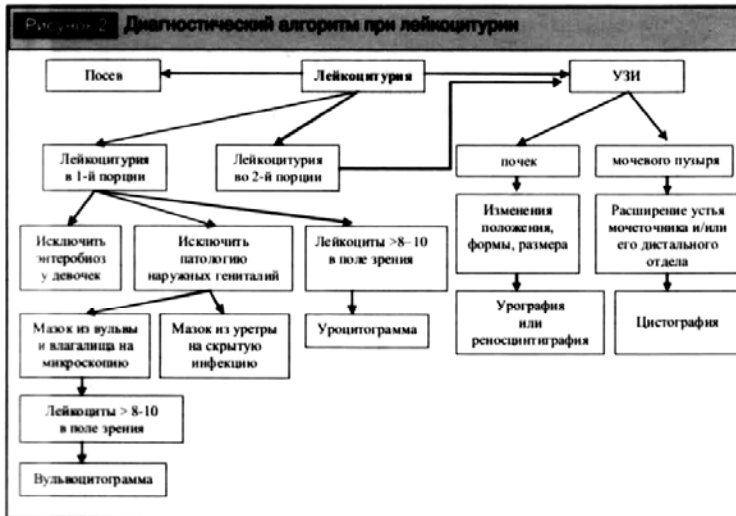 Рисунок 2 Диагностический алгоритм при лейкоцитурии
Посев
Лейкоцитурия
УЗИ
Лейкоцитурия
в 1-й порции
Лейкоцитурия
во 2-й порции
почек
мочевого пузыря
Исключить
энтеробиоз
у девочек
Исключить
патологию
наружных гениталий
Лейкоциты >8–10
в поле зрения
Изменения
положения,
формы, размера
Расширение устья
мочеточника и/или
его дистального
отдела
Мазок из вульвы
и влагалища на
микроскопию
Мазок из уретры
на скрытую
инфекцию
Уроцитограмма
Урография
или
реносцинтиграфия
Цистография
Лейкоциты > 8-10
в поле зрения
Вульвоцитограмма